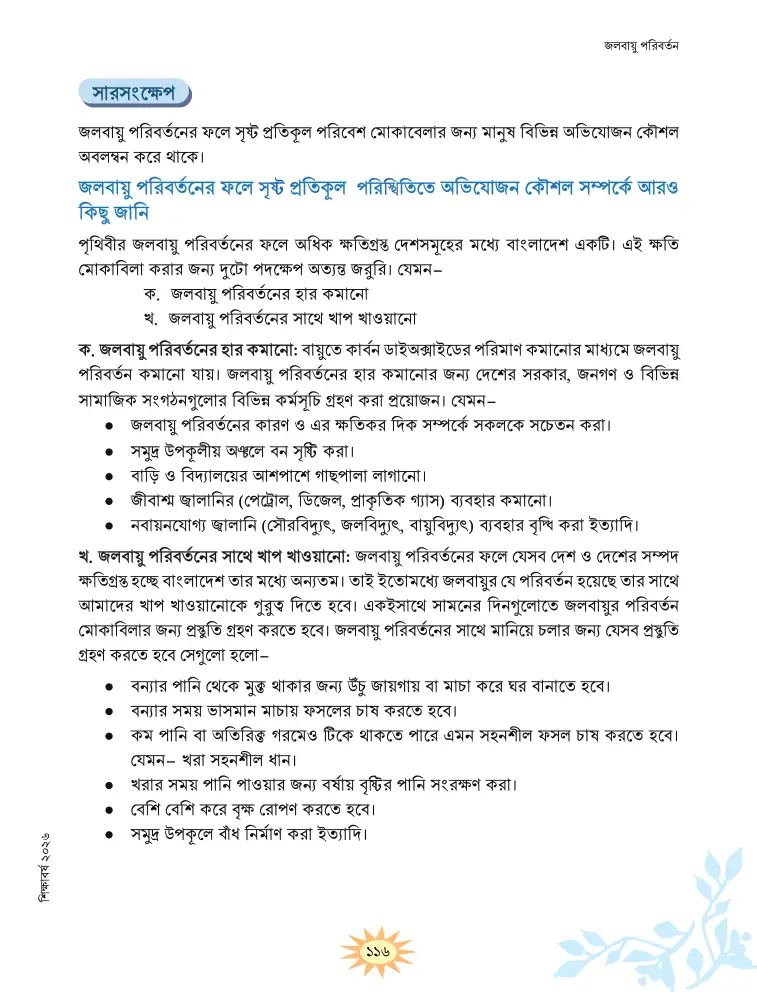 জলবায়ু পরিবর্তন
সারসংক্ষেপ
জলবায়ু পরিবর্তনের ফলে সৃষ্ট প্রতিকূল পরিবেশ মোকাবেলার জন্য মানুষ বিভিন্ন অভিযোজন কৌশল
অবলম্বন করে থাকে।
জলবায়ু পরিবর্তনের ফলে সৃষ্ট প্রতিকূল পরিস্থিতিতে অভিযোজন কৌশল সম্পর্কে আরও
কিছু জানি
পৃথিবীর জলবায়ু পরিবর্তনের ফলে অধিক ক্ষতিগ্রস্ত দেশসমূহের মধ্যে বাংলাদেশ একটি। এই ক্ষতি
মোকাবিলা করার জন্য দুটো পদক্ষেপ অত্যন্ত জরুরি। যেমন–
ক. জলবায়ু পরিবর্তনের হার কমানো
খ. জলবায়ু পরিবর্তনের সাথে খাপ খাওয়ানো
ক. জলবায়ু পরিবর্তনের হার কমানো: বায়ুতে কার্বন ডাইঅক্সাইডের পরিমাণ কমানোর মাধ্যমে জলবায়ু
পরিবর্তন কমানো যায়। জলবায়ু পরিবর্তনের হার কমানোর জন্য দেশের সরকার, জনগণ ও বিভিন্ন
সামাজিক সংগঠনগুলোর বিভিন্ন কর্মসূচি গ্রহণ করা প্রয়োজন। যেমন–
● জলবায়ু পরিবর্তনের কারণ ও এর ক্ষতিকর দিক সম্পর্কে সকলকে সচেতন করা।
● সমুদ্র উপকূলীয় অঞ্চলে বন সৃষ্টি করা।
● বাড়ি ও বিদ্যালয়ের আশপাশে গাছপালা লাগানো।
● জীবাশ্ম জ্বালানির (পেট্রোল, ডিজেল, প্রাকৃতিক গ্যাস) ব্যবহার কমানো।
● নবায়নযোগ্য জ্বালানি (সৌরবিদ্যুৎ, জলবিদ্যুৎ, বায়ুবিদ্যুৎ) ব্যবহার বৃদ্ধি করা ইত্যাদি।
খ. জলবায়ু পরিবর্তনের সাথে খাপ খাওয়ানো: জলবায়ু পরিবর্তনের ফলে যেসব দেশ ও দেশের সম্পদ
ক্ষতিগ্রস্ত হচ্ছে বাংলাদেশ তার মধ্যে অন্যতম। তাই ইতোমধ্যে জলবায়ুর যে পরিবর্তন হয়েছে তার সাথে
আমাদের খাপ খাওয়ানোকে গুরুত্ব দিতে হবে। একইসাথে সামনের দিনগুলোতে জলবায়ুর পরিবর্তন
মোকাবিলার জন্য প্রস্তুতি গ্রহণ করতে হবে। জলবায়ু পরিবর্তনের সাথে মানিয়ে চলার জন্য যেসব প্রস্তুতি
গ্রহণ করতে হবে সেগুলো হলো–
● বন্যার পানি থেকে মুক্ত থাকার জন্য উঁচু জায়গায় বা মাচা করে ঘর বানাতে হবে।
● বন্যার সময় ভাসমান মাচায় ফসলের চাষ করতে হবে।
● কম পানি বা অতিরিক্ত গরমেও টিকে থাকতে পারে এমন সহনশীল ফসল চাষ করতে হবে।
যেমন– খরা সহনশীল ধান।
● খরার সময় পানি পাওয়ার জন্য বর্ষায় বৃষ্টির পানি সংরক্ষণ করা।
● বেশি বেশি করে বৃক্ষ রোপণ করতে হবে।
● সমুদ্র উপকূলে বাঁধ নির্মাণ করা ইত্যাদি।
শিক্ষাবর্ষ ২০২৬
১১৬